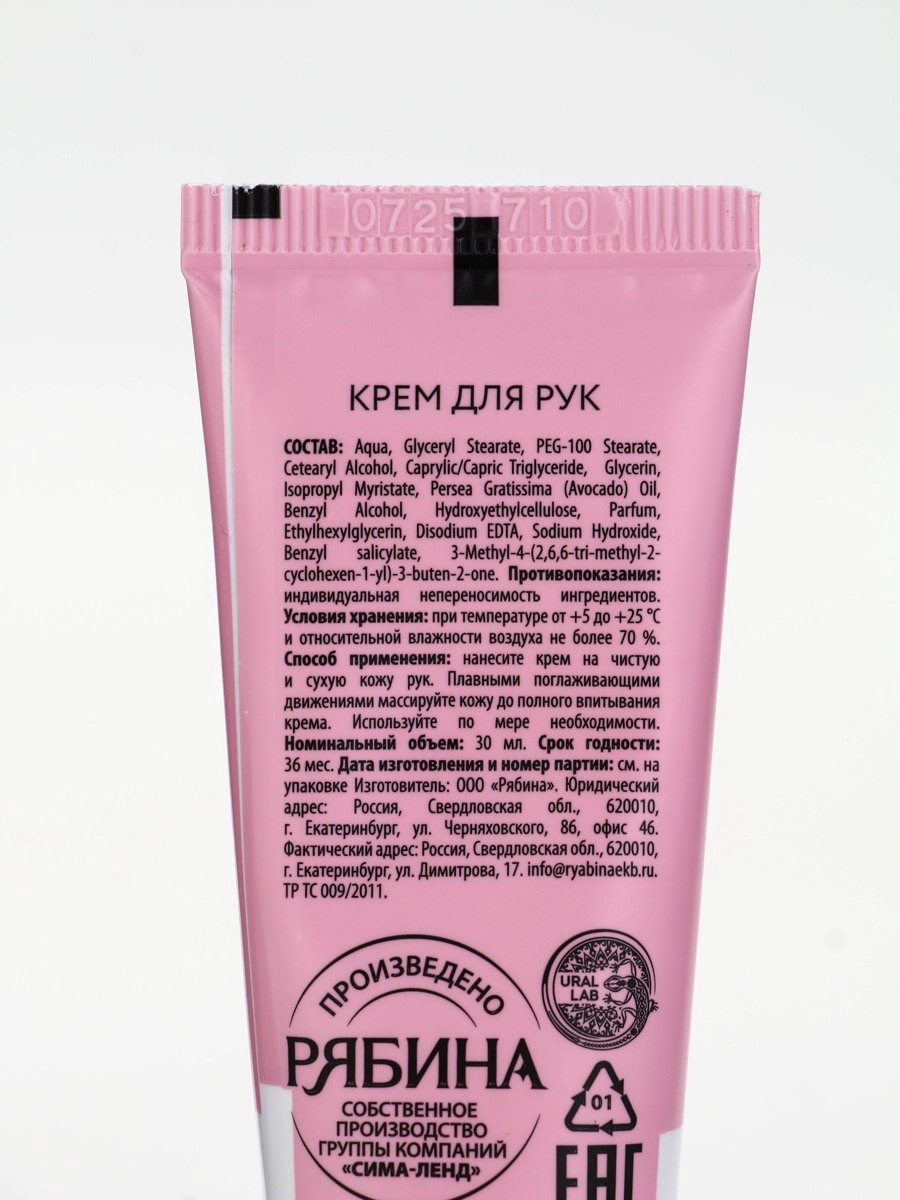 0725 710
КРЕМ ДЛЯ РУК
СОСТАВ: Aqua, Glyceryl Stearate, PEG-100 Stearate,
Cetearyl Alcohol, Caprylic/Capric Triglyceride, Glycerin,
Isopropyl Myristate, Persea Gratissima (Avocado) Oil,
Benzyl Alcohol, Hydroxyethylcellulose, Parfum,
Ethylhexylglycerin, Disodium EDTA, Sodium Hydroxide,
Benzyl salicylate, 3-Methyl-4-(2,6,6-tri-methyl-2-
cyclohexen-1-yl)-3-buten-2-one. Противопоказания:
индивидуальная непереносимость ингредиентов.
Условия хранения: при температуре от +5 до +25 °C
и относительной влажности воздуха не более 70 %.
Способ применения: нанесите крем на чистую
и сухую кожу рук. Плавными поглаживающими
движениями массируйте кожу до полного впитывания
крема. Используйте по мере необходимости.
Номинальный объем: 30 мл. Срок годности:
36 мес. Дата изготовления и номер партии: см. на
упаковке Изготовитель: ООО «Рябина». Юридический
адрес: Россия, Свердловская обл., 620010,
г. Екатеринбург, ул. Черняховского, 86, офис 46.
Фактический адрес: Россия, Свердловская обл., 620010,
г. Екатеринбург, ул. Димитрова, 17. info@ryabinaekb.ru.
ТР ТС 009/2011.
ПРОИЗВЕДЕНО
РЯБИНА
СОБСТВЕННОЕ
ПРОИЗВОДСТВО
ГРУППЫ КОМПАНИЙ
«СИМА-ЛЕНД»
URAL
LAB
01
EAC